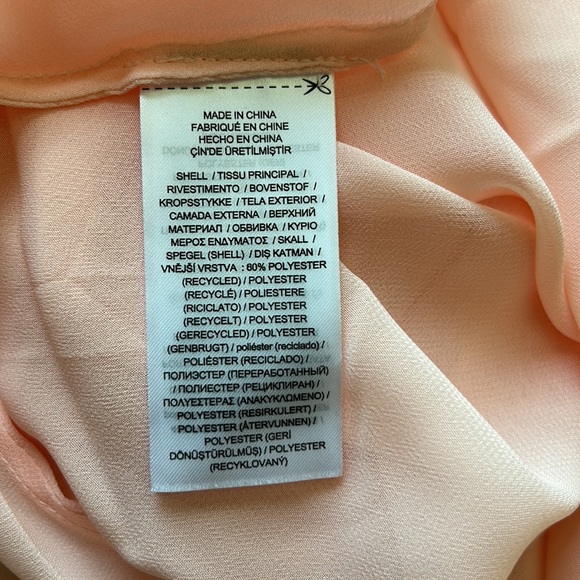 MADE IN CHINA
FABRIQUÉ EN CHINE
HECHO EN CHINA
ÇİN'DE ÜRETİLMİŞTİR
SHELL / TISSU PRINCIPAL /
RIVESTIMENTO / BOVENSTOF /
KROPSSTYKKE / TELA EXTERIOR /
CAMADA EXTERNA / ВЕРХНИЙ
МАТЕРИАЛ / ОБВИВКА / ΚΥΡΙΟ
ΜΕΡΟΣ ΕΝΔΥΜΑΤΟΣ / SKALL /
SPEGEL (SHELL) / DIŞ KATMAN /
VNĚJŠÍ VRSTVA : 60% POLYESTER
(RECYCLED) / POLYESTER
(RECYCLÉ) / POLIESTERE
(RICICLATO) / POLYESTER
(RECYCELT) / POLYESTER
(GERECYCLED) / POLYESTER
(GENBRUGT) / poliéster (reciclado) /
POLIÉSTER (RECICLADO) /
ПОЛИЭСТЕР (ПЕРЕРАБОТАННЫЙ)
/ ПОЛИЕСТЕР (РЕЦИКЛИРАН) /
ΠΟΛΥΕΣΤΕΡΑΣ (ΑΝΑΚΥΚΛΩΜΕΝΟ) /
POLYESTER (RESIRKULERT) /
POLYESTER (ÅTERVUNNEN) /
POLYESTER (GERİ
DÖNÜŞTÜRÜLMÜŞ) / POLYESTER
(RECYKLOVANÝ)